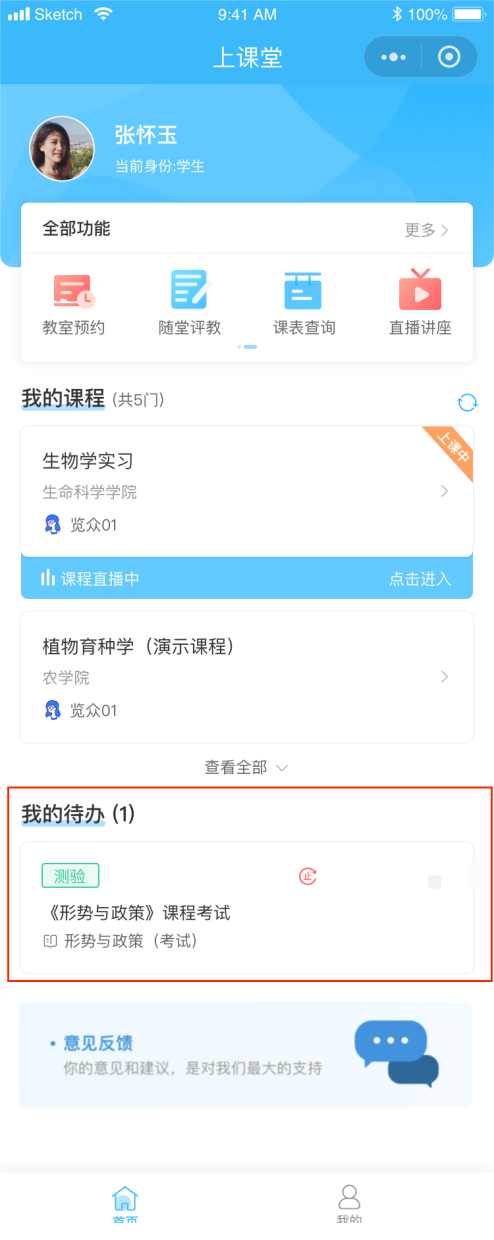 Sketch 9:41 AM 100%
上课堂
张怀玉
当前身份:学生
全部功能 更多
教室预约 随堂评教 课表查询 直播讲座
我的课程 (共5门)
上课中
生物学实习
生命科学学院
览众01
课程直播中 点击进入
植物育种学（演示课程）
农学院
览众01
查看全部
我的待办 (1)
测验 止
《形势与政策》课程考试
形势与政策（考试）
• 意见反馈
你的意见和建议，是对我们最大的支持
首页 我的